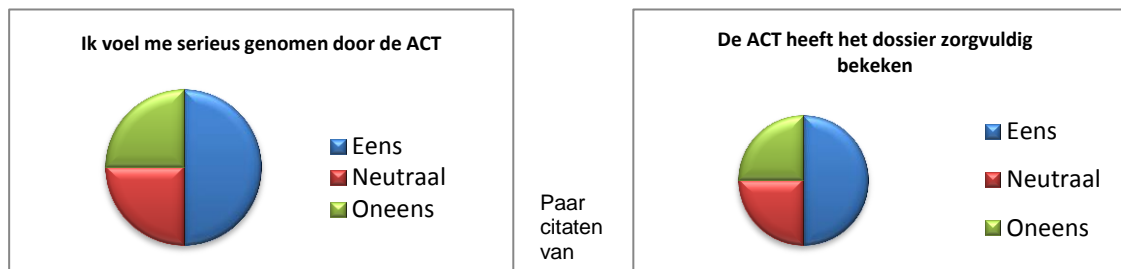 Ik voel me serieus genomen door de ACT
Eens
Neutraal
Oneens
Paar
citaten
van
De ACT heeft het dossier zorgvuldig
bekeken
Eens
Neutraal
Oneens